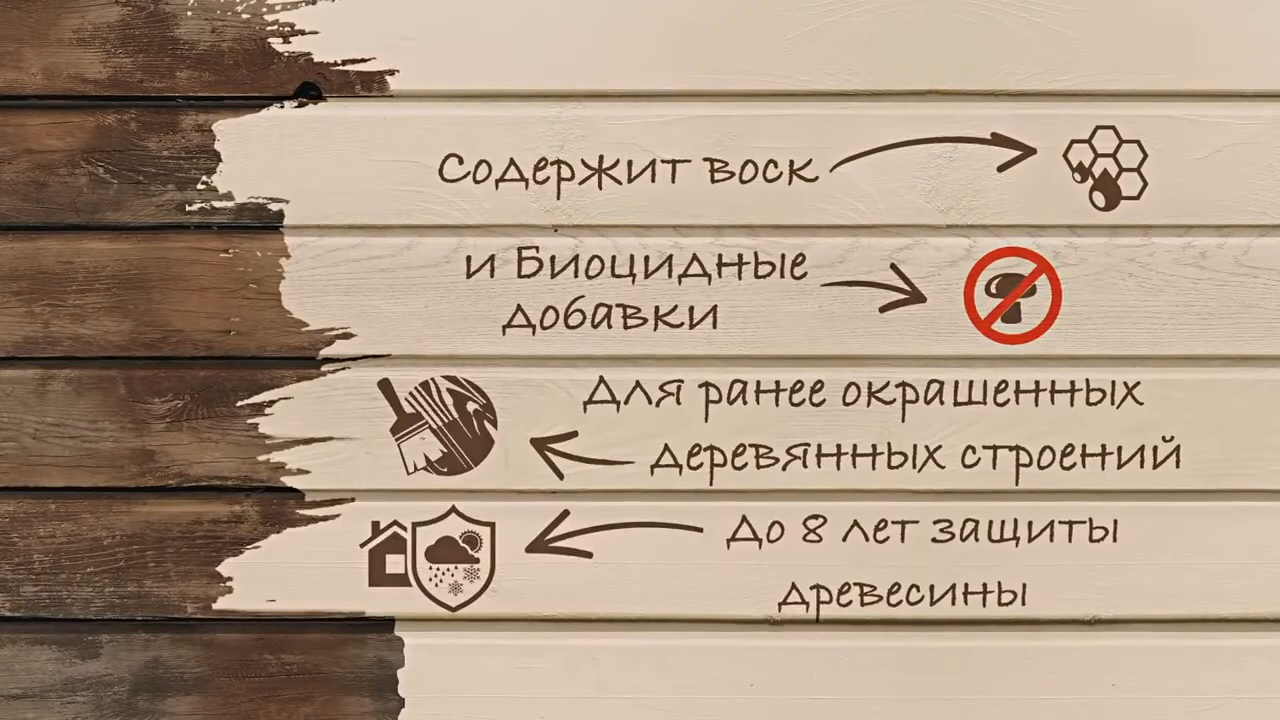 Содержит воск
и Биоцидные
добавки
Для ранее окрашенных
деревянных строений
До 8 лет защиты
древесины